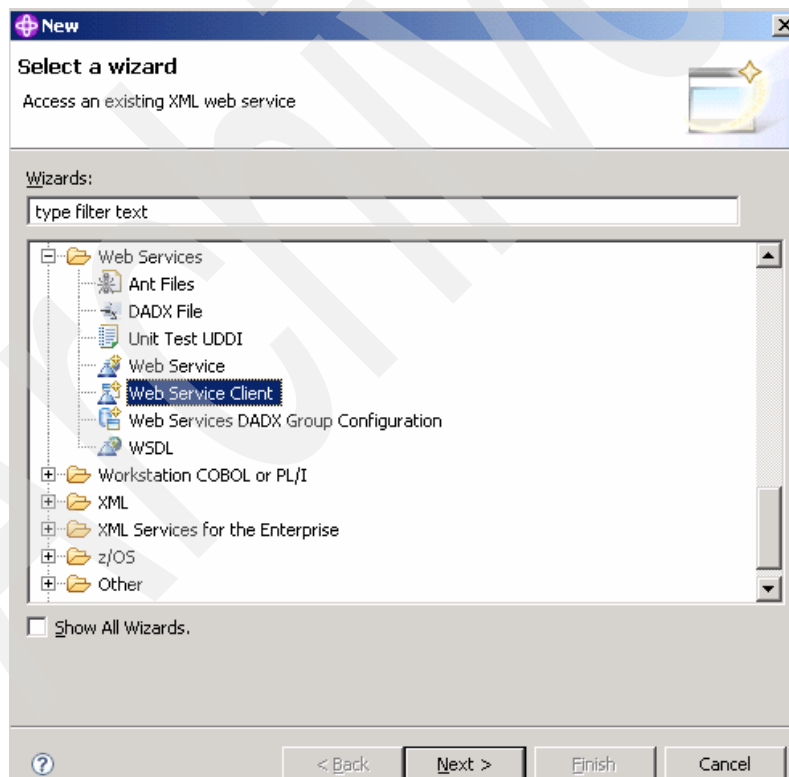 New
Select a wizard
Access an existing XML web service
Wizards:
type filter text
Web Services
Ant Files
DADX File
Unit Test UDDI
Web Service
Web Service Client
Web Services DADX Group Configuration
WSDL
Workstation COBOL or PL/I
XML
XML Services for the Enterprise
z/OS
Other
Show All Wizards.
< Back Next > Finish Cancel